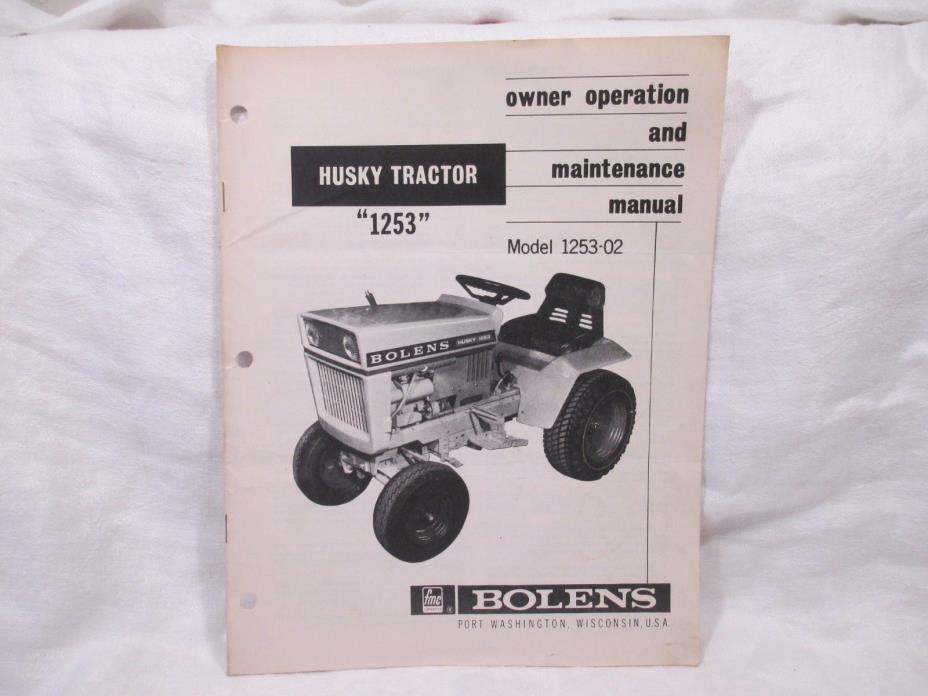 owner operation
and
maintenance
manual
HUSKY TRACTOR
"1253"
Model 1253-02
BOLENS HUSKY 1253
fmc BOLENS
PORT WASHINGTON, WISCONSIN, U.S.A.